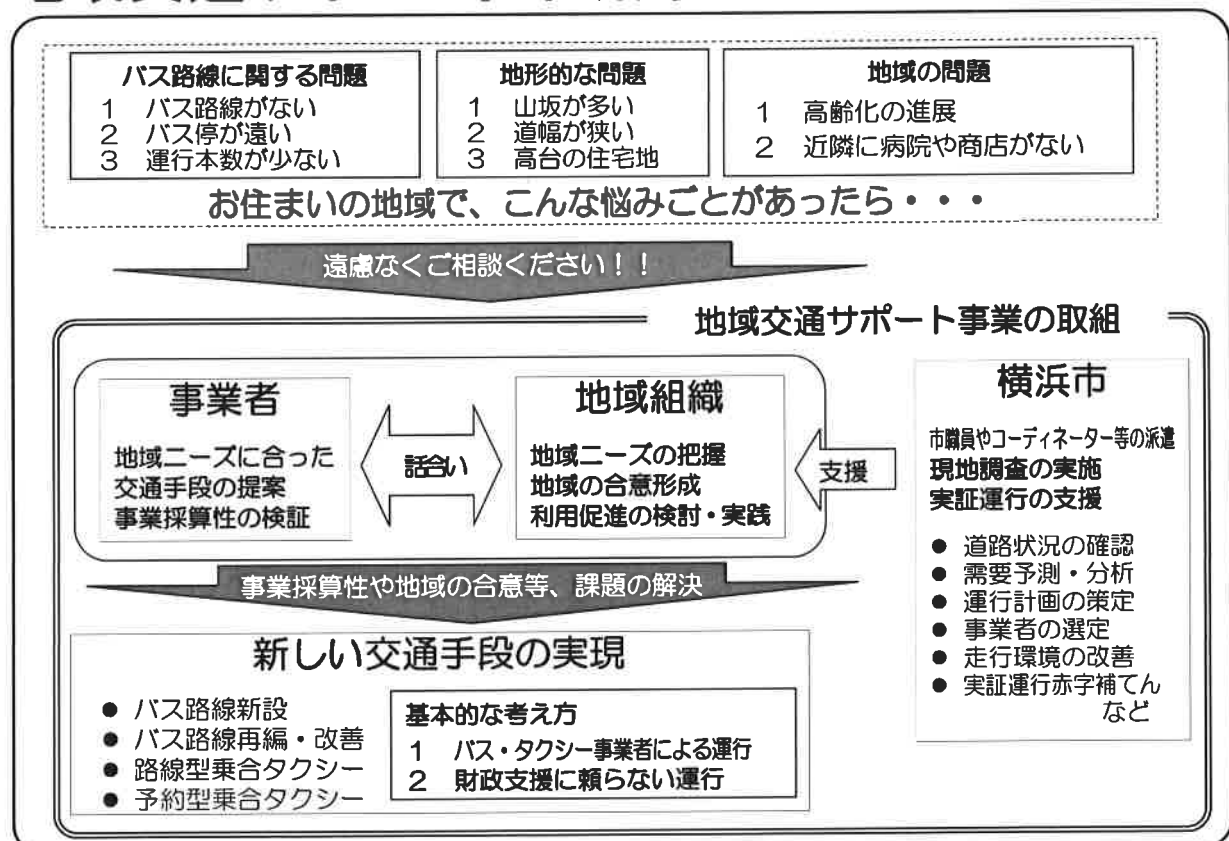 バス路線に関する問題
1 バス路線がない
2 バス停が遠い
3 運行本数が少ない
地形的な問題
1 山坂が多い
2 道幅が狭い
3 高台の住宅地
地域の問題
1 高齢化の進展
2 近隣に病院や商店がない
お住まいの地域で、こんな悩みごとがあったら・・・
遠慮なくご相談ください！！
地域交通サポート事業の取組
事業者
地域ニーズに合った
交通手段の提案
事業採算性の検証
話合い
地域組織
地域ニーズの把握
地域の合意形成
利用促進の検討・実践
支援
横浜市
市職員やコーディネーター等の派遣
現地調査の実施
実証運行の支援
● 道路状況の確認
● 需要予測・分析
● 運行計画の策定
● 事業者の選定
● 走行環境の改善
● 実証運行赤字補てん
など
事業採算性や地域の合意等、課題の解決
新しい交通手段の実現
● バス路線新設
● バス路線再編・改善
● 路線型乗合タクシー
● 予約型乗合タクシー
基本的な考え方
1 バス・タクシー事業者による運行
2 財政支援に頼らない運行